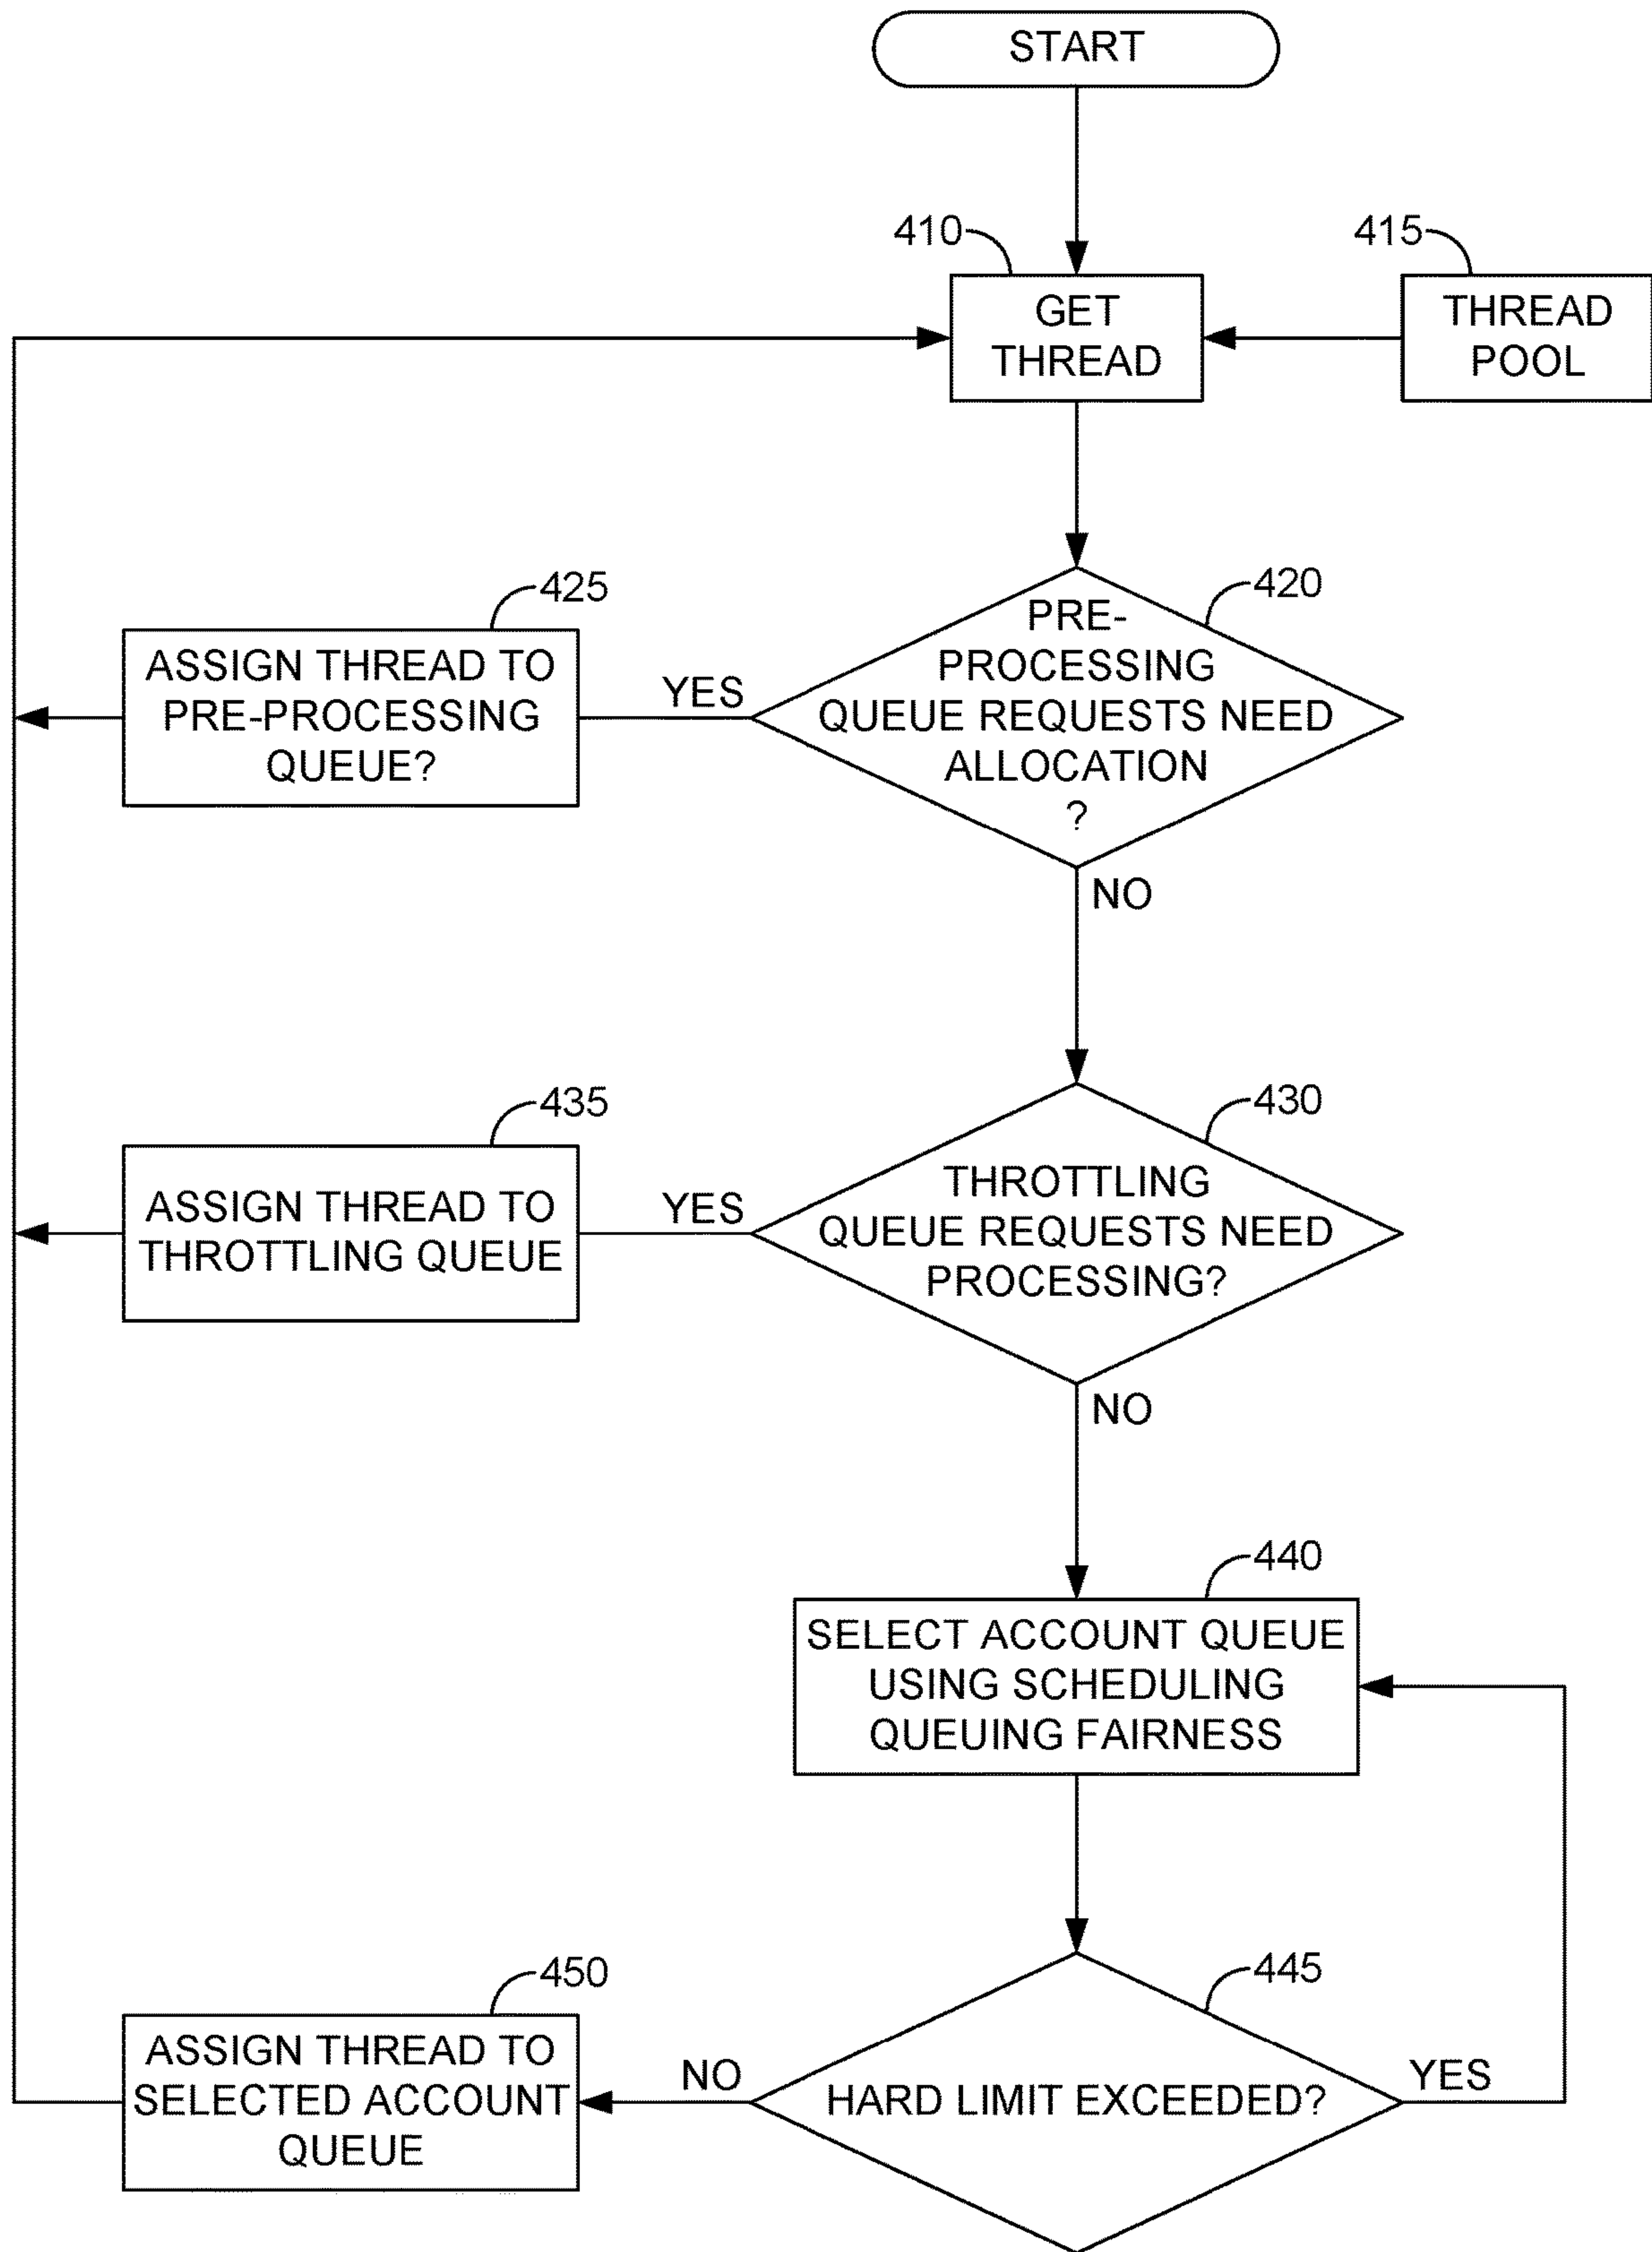 START
410
415
GET
THREAD
THREAD
POOL
420
PRE-
PROCESSING
QUEUE REQUESTS NEED
ALLOCATION
?
425
ASSIGN THREAD TO
PRE-PROCESSING
QUEUE?
YES
NO
430
THROTTLING
QUEUE REQUESTS NEED
PROCESSING?
435
ASSIGN THREAD TO
THROTTLING QUEUE
YES
NO
440
SELECT ACCOUNT QUEUE
USING SCHEDULING
QUEUING FAIRNESS
445
HARD LIMIT EXCEEDED?
YES
NO
450
ASSIGN THREAD TO
SELECTED ACCOUNT
QUEUE